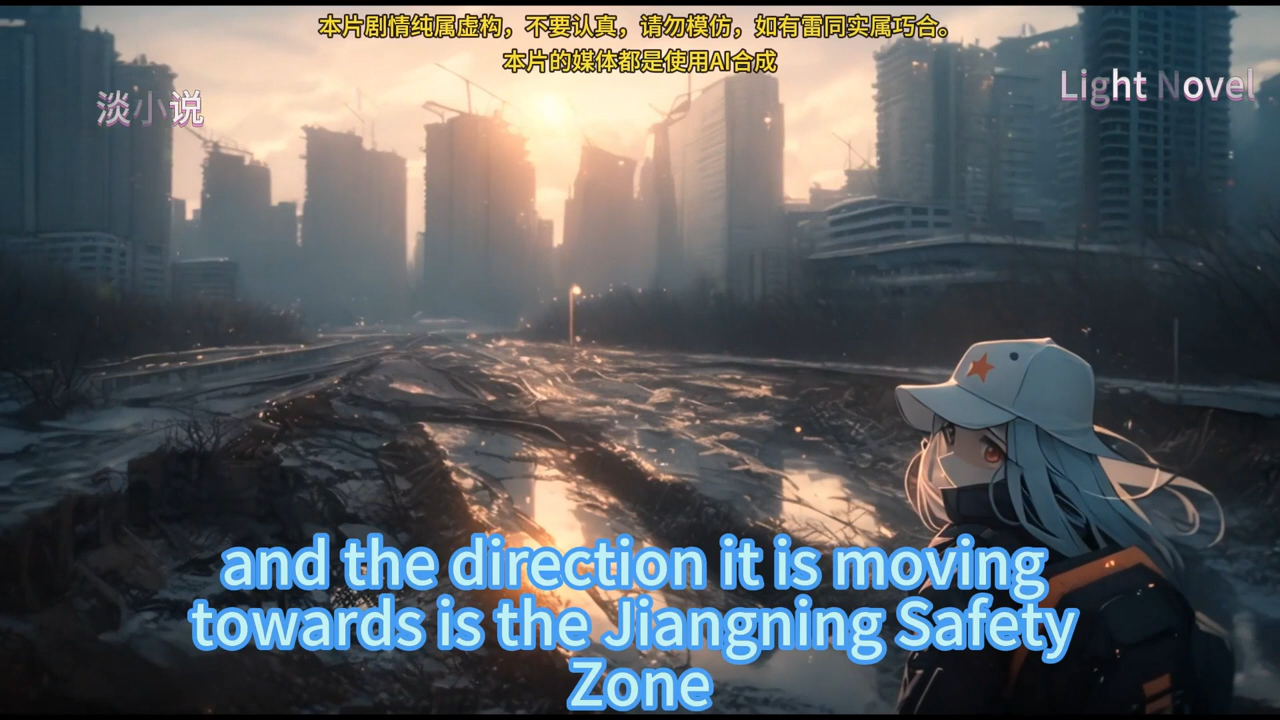 本片剧情纯属虚构，不要认真，请勿模仿，如有雷同实属巧合。
本片的媒体都是使用AI合成
淡小说
Light Novel
and the direction it is moving
towards is the Jiangning Safety
Zone